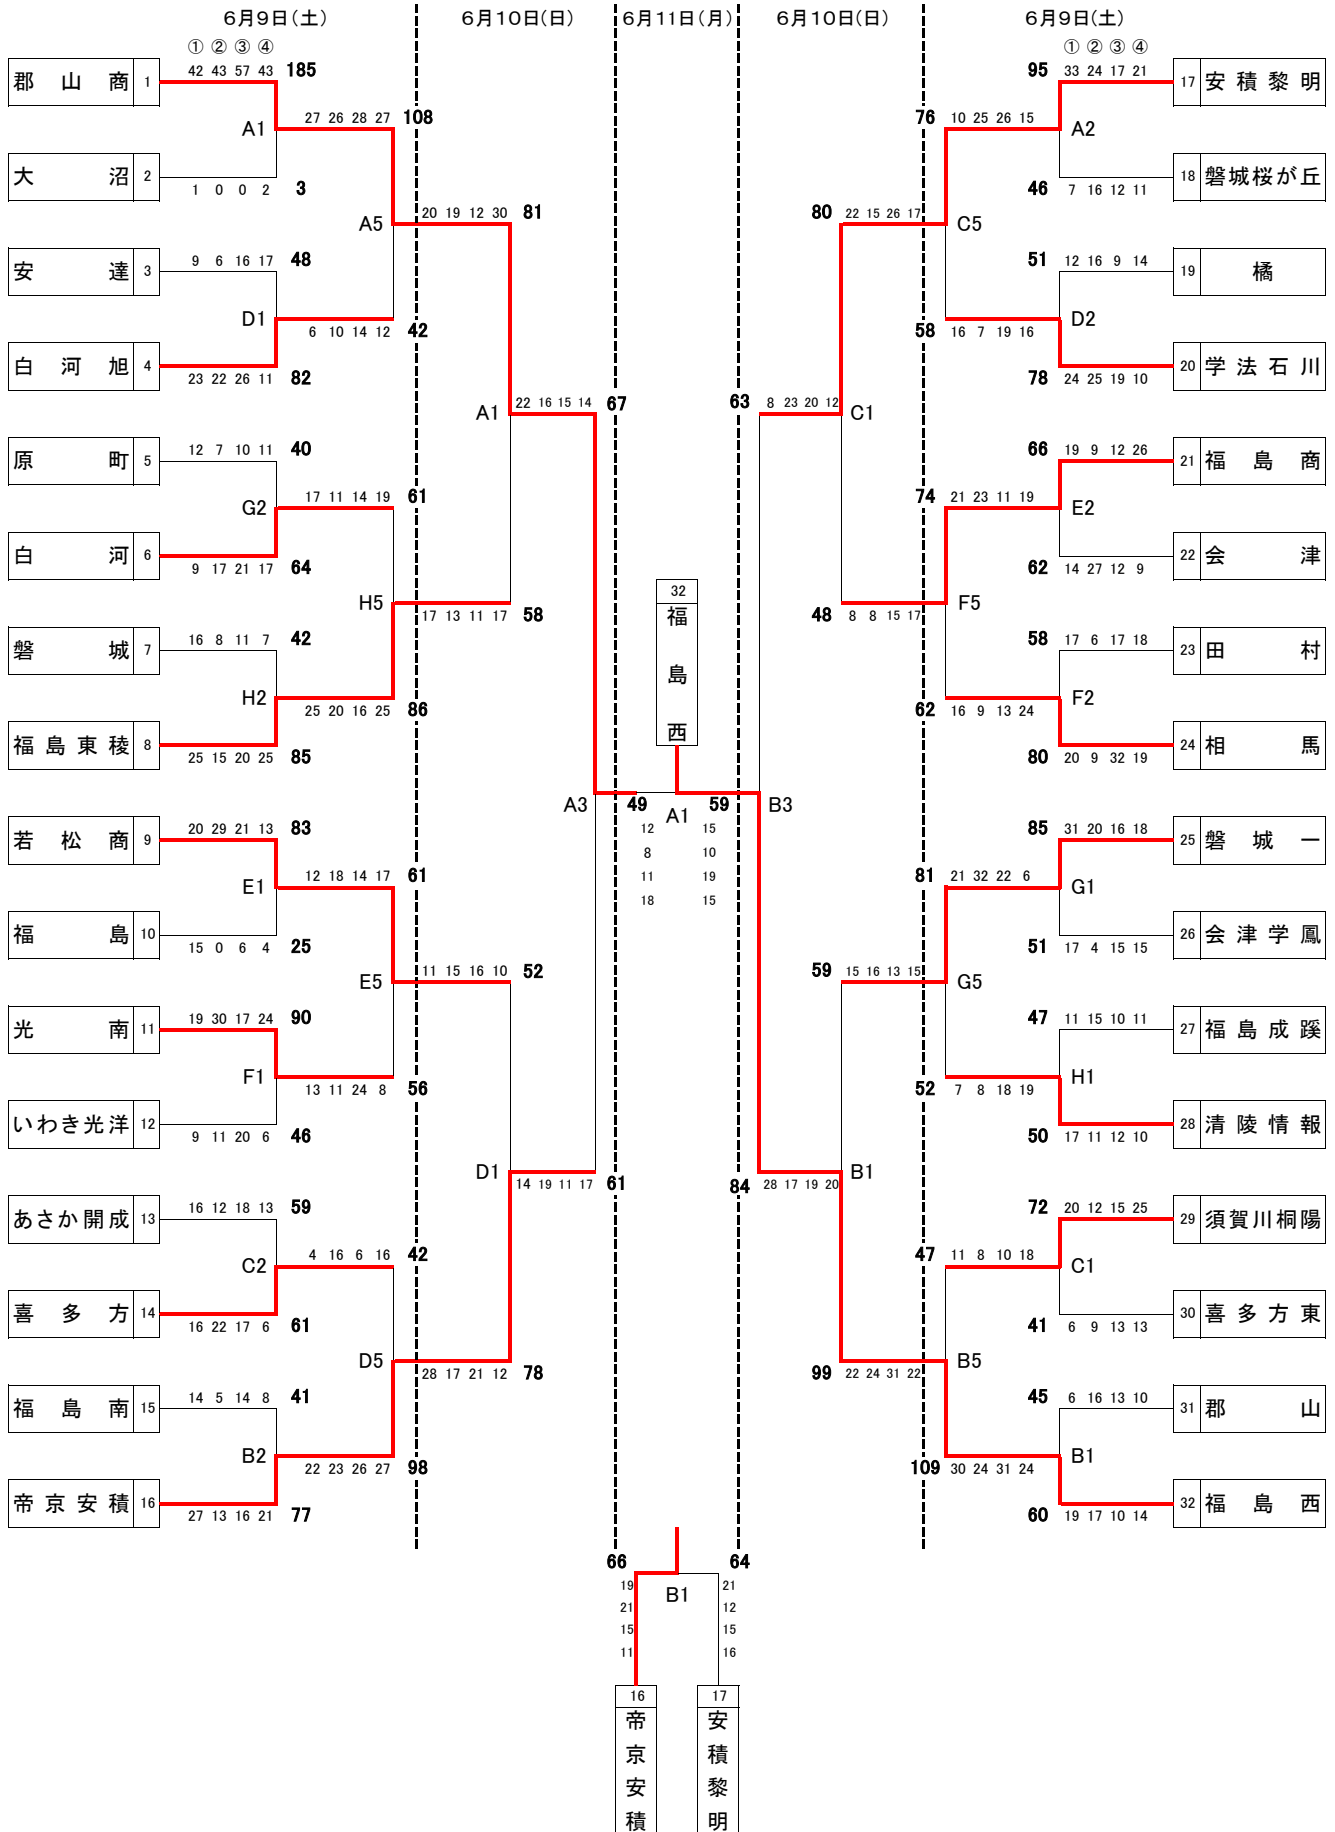 6月9日(土) 6月10日(日) 6月11日(月) 6月10日(日) 6月9日(土)
① ② ③ ④ ① ② ③ ④
郡山商 1 42 43 57 43 185
A1 27 26 28 27 108
大沼 2 1 0 0 2 3
A5 20 19 12 30 81
安達 3 9 6 16 17 48
D1 6 10 14 12 42
白河旭 4 23 22 26 11 82
A1 22 16 15 14 67
原町 5 12 7 10 11 40
G2 17 11 14 19 61
白河 6 9 17 21 17 64
H5 17 13 11 17 58
磐城 7 16 8 11 7 42
H2 25 20 16 25 86
福島東稜 8 25 15 20 25 85
A3
若松商 9 20 29 21 13 83
E1 12 18 14 17 61
福島 10 15 0 6 4 25
E5 11 15 16 10 52
光南 11 19 30 17 24 90
F1 13 11 24 8 56
いわき光洋 12 9 11 20 6 46
D1 14 19 11 17 61
あさか開成 13 16 12 18 13 59
C2 4 16 6 16 42
喜多方 14 16 22 17 6 61
D5 28 17 21 12 78
福島南 15 14 5 14 8 41
B2 22 23 26 27 98
帝京安積 16 27 13 16 21 77
32
福島西
49 A1 59
12 15
8 10
11 19
18 15
95 33 24 17 21 17 安積黎明
76 10 25 26 15 A2
46 7 16 12 11 18 磐城桜が丘
80 22 15 26 17 C5
51 12 16 9 14 19 橘
58 16 7 19 16 D2
78 24 25 19 10 20 学法石川
63 8 23 20 12 C1
66 19 9 12 26 21 福島商
74 21 23 11 19 E2
62 14 27 12 9 22 会津
48 8 8 15 17 F5
58 17 6 17 18 23 田村
62 16 9 13 24 F2
80 20 9 32 19 24 相馬
B3
85 31 20 16 18 25 磐城一
81 21 32 22 6 G1
51 17 4 15 15 26 会津学鳳
59 15 16 13 15 G5
47 11 15 10 11 27 福島成蹊
52 7 8 18 19 H1
50 17 11 12 10 28 清陵情報
84 28 17 19 20 B1
72 20 12 15 25 29 須賀川桐陽
47 11 8 10 18 C1
41 6 9 13 13 30 喜多方東
99 22 24 31 22 B5
45 6 16 13 10 31 郡山
109 30 24 31 24 B1
60 19 17 10 14 32 福島西
66 64
B1
19 21
21 12
15 15
11 16
16 17
帝京安積
安積黎明